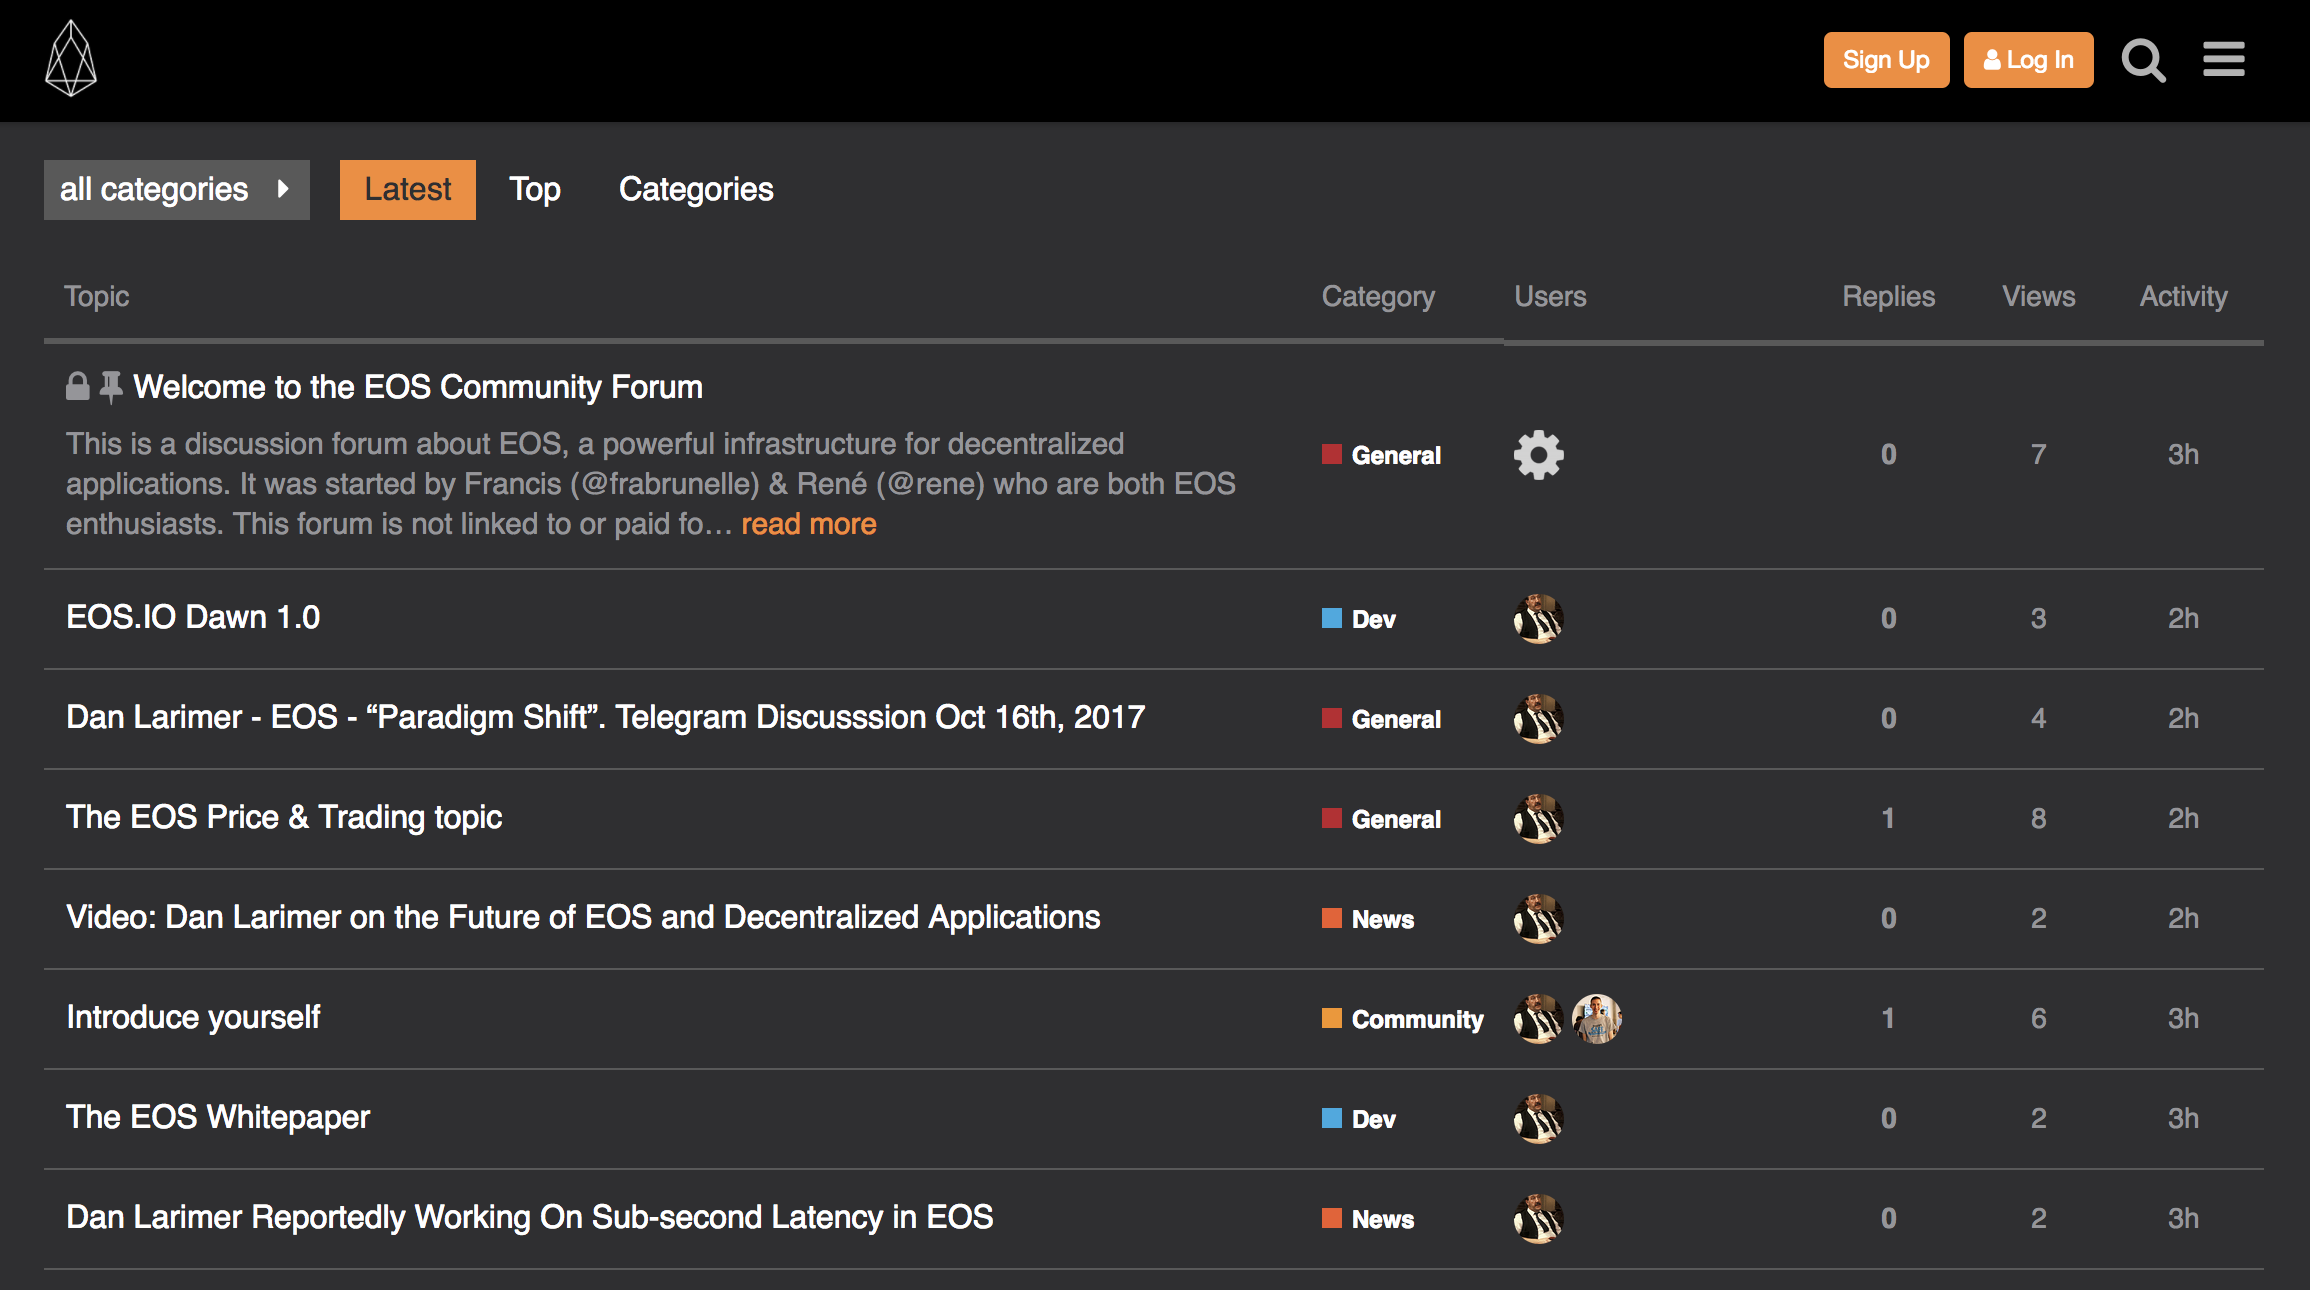 Sign Up Log In
all categories Latest Top Categories
Topic Category Users Replies Views Activity
Welcome to the EOS Community Forum
This is a discussion forum about EOS, a powerful infrastructure for decentralized
applications. It was started by Francis (@frabrunelle) & René (@rene) who are both EOS
enthusiasts. This forum is not linked to or paid fo… read more
General 0 7 3h
EOS.IO Dawn 1.0 Dev 0 3 2h
Dan Larimer - EOS - “Paradigm Shift”. Telegram Discusssion Oct 16th, 2017 General 0 4 2h
The EOS Price & Trading topic General 1 8 2h
Video: Dan Larimer on the Future of EOS and Decentralized Applications News 0 2 2h
Introduce yourself Community 1 6 3h
The EOS Whitepaper Dev 0 2 3h
Dan Larimer Reportedly Working On Sub-second Latency in EOS News 0 2 3h